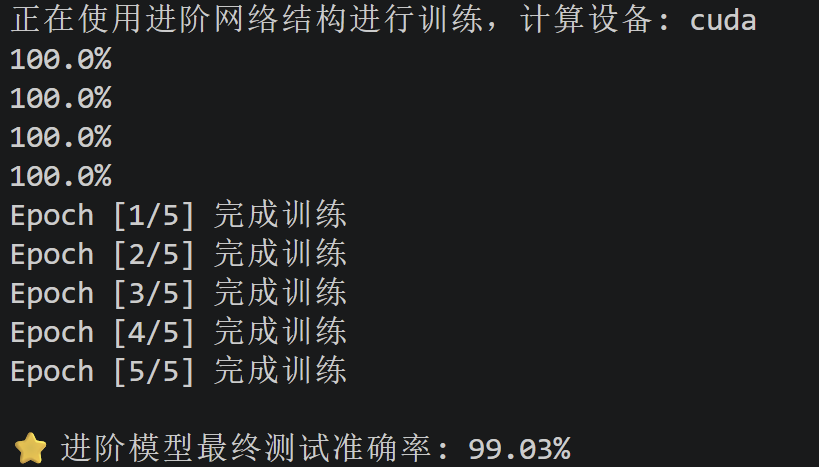 正在使用进阶网络结构进行训练，计算设备: cuda
100.0%
100.0%
100.0%
100.0%
Epoch [1/5] 完成训练
Epoch [2/5] 完成训练
Epoch [3/5] 完成训练
Epoch [4/5] 完成训练
Epoch [5/5] 完成训练
⭐ 进阶模型最终测试准确率: 99.03%